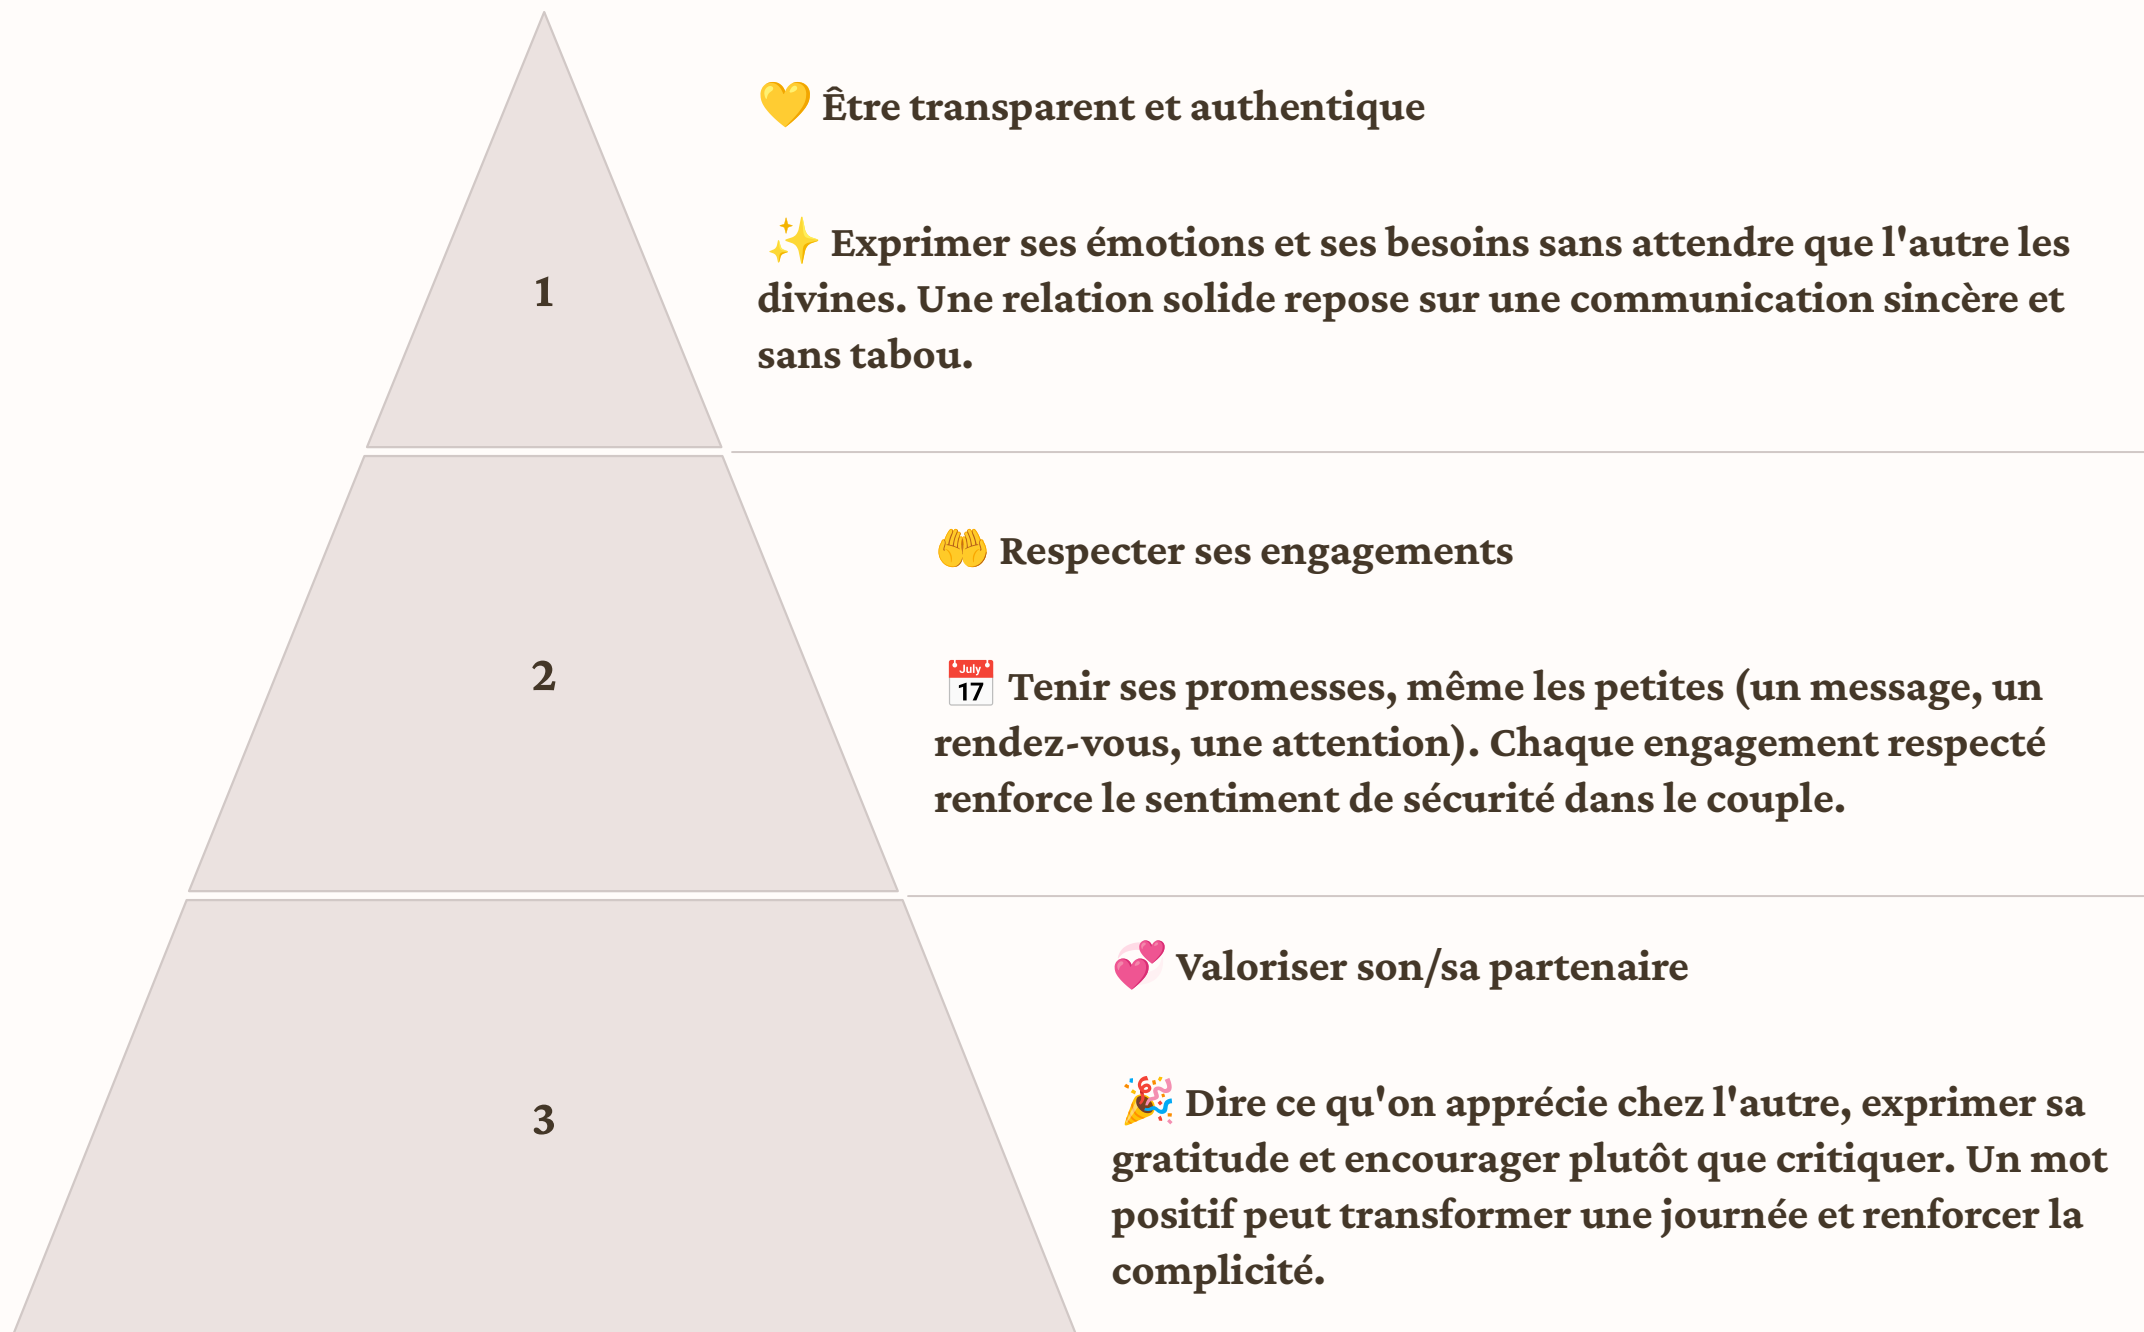 💛 Être transparent et authentique
✨ Exprimer ses émotions et ses besoins sans attendre que l'autre les
divines. Une relation solide repose sur une communication sincère et
sans tabou.
1
🤲 Respecter ses engagements
2
📅 Tenir ses promesses, même les petites (un message, un
rendez-vous, une attention). Chaque engagement respecté
renforce le sentiment de sécurité dans le couple.
💞 Valoriser son/sa partenaire
3
🎉 Dire ce qu'on apprécie chez l'autre, exprimer sa
gratitude et encourager plutôt que critiquer. Un mot
positif peut transformer une journée et renforcer la
complicité.